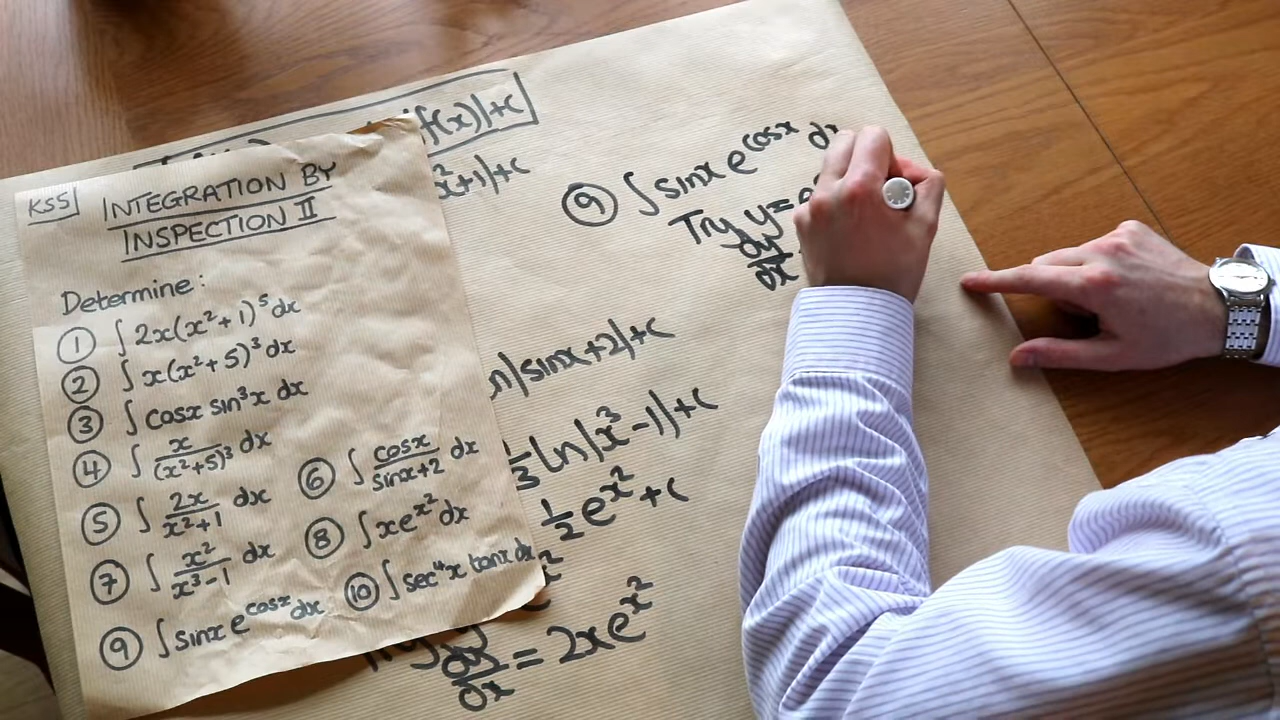 KS5 INTEGRATION BY
INSPECTION II
Determine:
① ∫ 2x(x²+1)⁵ dx
② ∫ x(x²+5)³ dx
③ ∫ cosx sin³x dx
④ ∫ x/(x²+5)³ dx
⑤ ∫ 2x/(x²+1) dx
⑥ ∫ cosx/(sinx+2) dx
⑦ ∫ x²/(x³-1) dx
⑧ ∫ xe^(x²) dx
⑨ ∫ sinx e^(cosx) dx
⑩ ∫ sec⁴x tanx dx
f(x)|+c
x²+1)|+c
n|sinx+2|+c
1/3 ln|x³-1|+c
1/2 e^(x²) +c
dy/dx = 2xe^(x²)
⑨ ∫ sinx e^(cosx) dx
Try y=
dy/dx